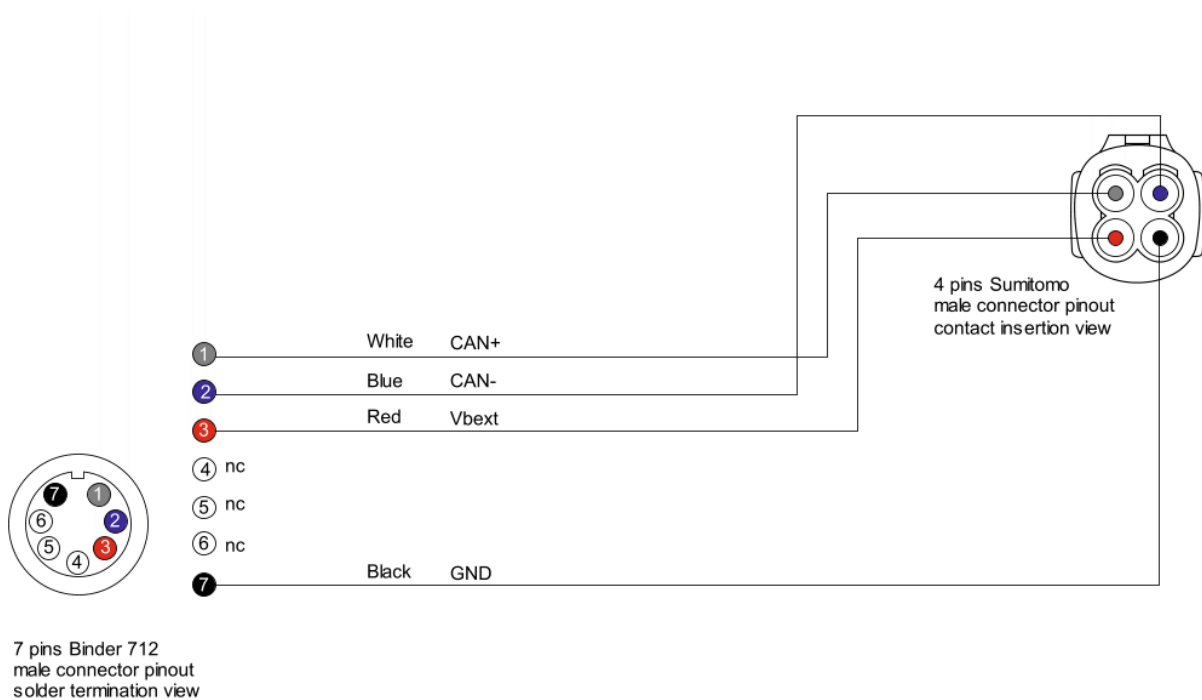 4 pins Sumitomo
male connector pinout
contact insertion view
1 White CAN+
2 Blue CAN-
3 Red Vbext
4 nc
5 nc
6 nc
7 Black GND
7 1
6 2
5 3
4
7 pins Binder 712
male connector pinout
solder termination view